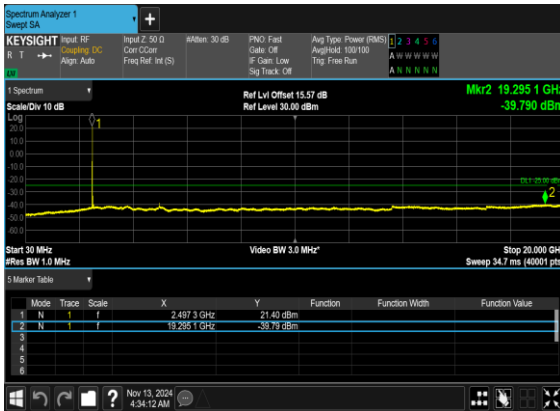 Spectrum Analyzer 1
Swept SA
+
KEYSIGHT Input: RF Input Z: 50 Ω #Atten: 30 dB PNO: Fast Avg Type: Power (RMS) 1 2 3 4 5 6
R T Coupling: DC Corr CCorr Gate: Off Avg|Hold: 100/100 A W W W W W
Align: Auto Freq Ref: Int (S) IF Gain: Low Trig: Free Run
LXI Sig Track: Off A N N N N N
1 Spectrum
Ref Lvl Offset 15.57 dB Mkr2 19.295 1 GHz
Scale/Div 10 dB Ref Level 30.00 dBm -39.790 dBm
Log
1
20.0
10.0
0.00
-10.0
-20.0
DL1 -25.00 dBm
-30.0
2
-40.0
-50.0
-60.0
Start 30 MHz Video BW 3.0 MHz* Stop 20.000 GHz
#Res BW 1.0 MHz Sweep 34.7 ms (40001 pts)
5 Marker Table
Mode Trace Scale X Y Function Function Width Function Value
1 N 1 f 2.497 3 GHz 21.40 dBm
2 N 1 f 19.295 1 GHz -39.79 dBm
3
4
5
6
? Nov 13, 2024
4:34:12 AM